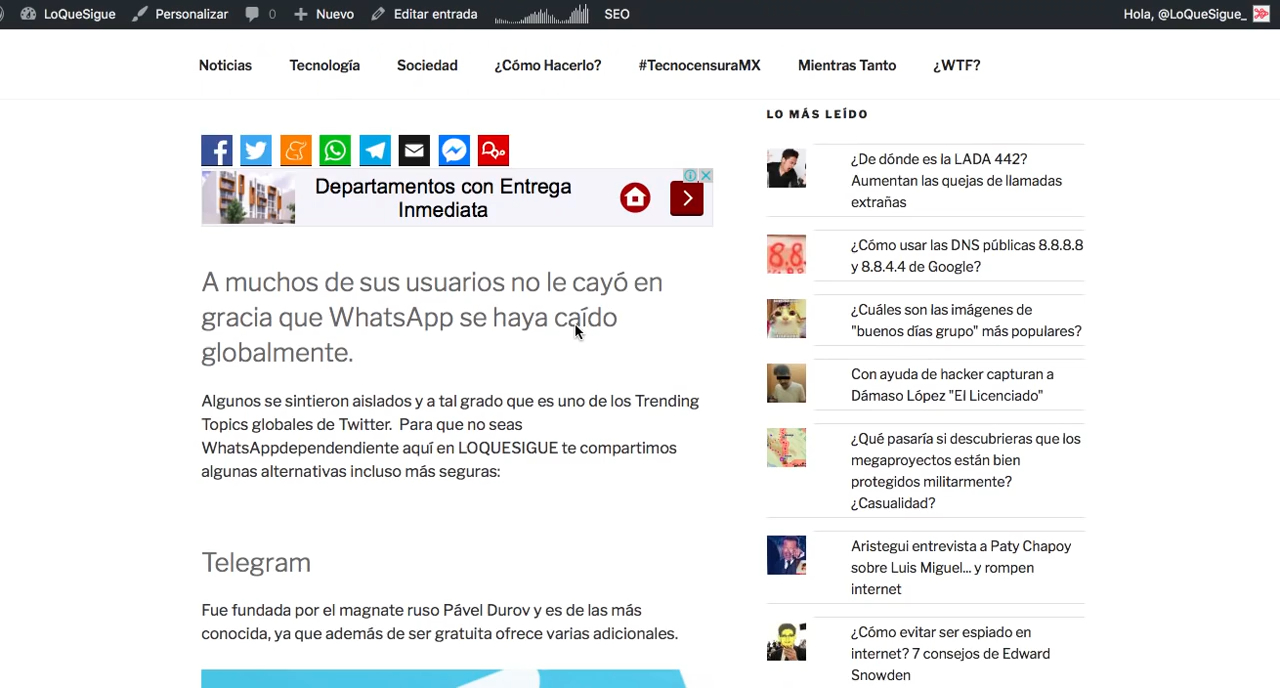 LoQueSigue Personalizar 0 Nuevo Editar entrada SEO Hola, @LoQueSigue_
Noticias Tecnología Sociedad ¿Cómo Hacerlo? #TecnocensuraMX Mientras Tanto ¿WTF?
Departamentos con Entrega
Inmediata
A muchos de sus usuarios no le cayó en
gracia que WhatsApp se haya caído
globalmente.
Algunos se sintieron aislados y a tal grado que es uno de los Trending
Topics globales de Twitter. Para que no seas
WhatsAppdependiente aquí en LOQUESIGUE te compartimos
algunas alternativas incluso más seguras:
Telegram
Fue fundada por el magnate ruso Pável Durov y es de las más
conocida, ya que además de ser gratuita ofrece varias adicionales.
LO MÁS LEÍDO
¿De dónde es la LADA 442?
Aumentan las quejas de llamadas
extrañas
8.8.
¿Cómo usar las DNS públicas 8.8.8.8
y 8.8.4.4 de Google?
¿Cuáles son las imágenes de
"buenos días grupo" más populares?
Con ayuda de hacker capturan a
Dámaso López "El Licenciado"
¿Qué pasaría si descubrieras que los
megaproyectos están bien
protegidos militarmente?
¿Casualidad?
Aristegui entrevista a Paty Chapoy
sobre Luis Miguel... y rompen
internet
¿Cómo evitar ser espiado en
internet? 7 consejos de Edward
Snowden